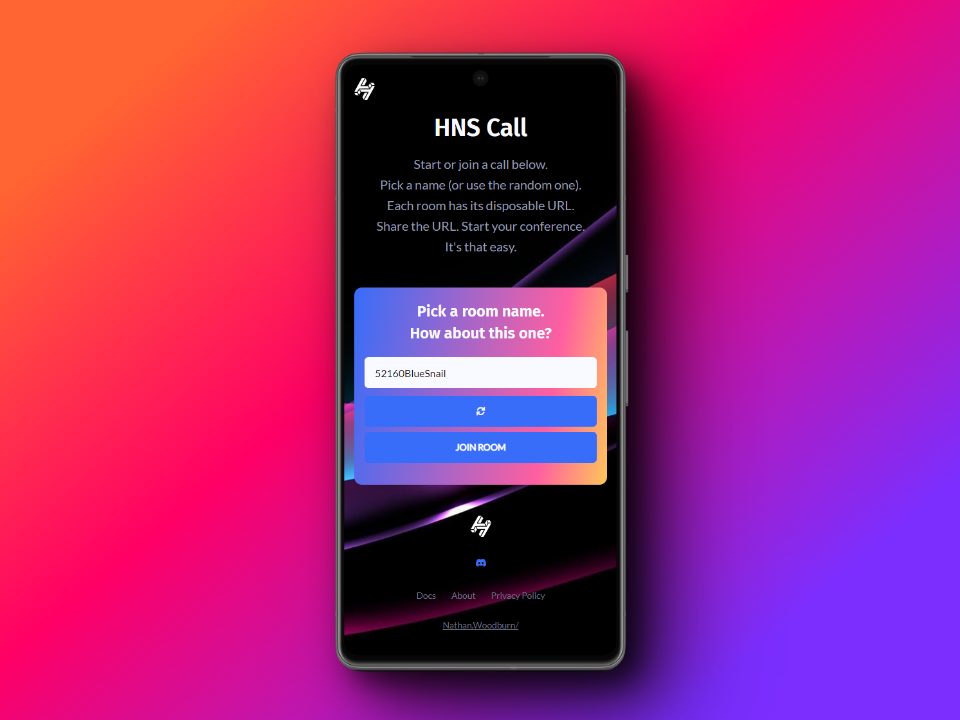 HNS Call
Start or join a call below.
Pick a name (or use the random one).
Each room has its disposable URL.
Share the URL. Start your conference.
It's that easy.
Pick a room name.
How about this one?
52160BlueSnail
JOIN ROOM
Docs About Privacy Policy
Nathan.Woodburn/